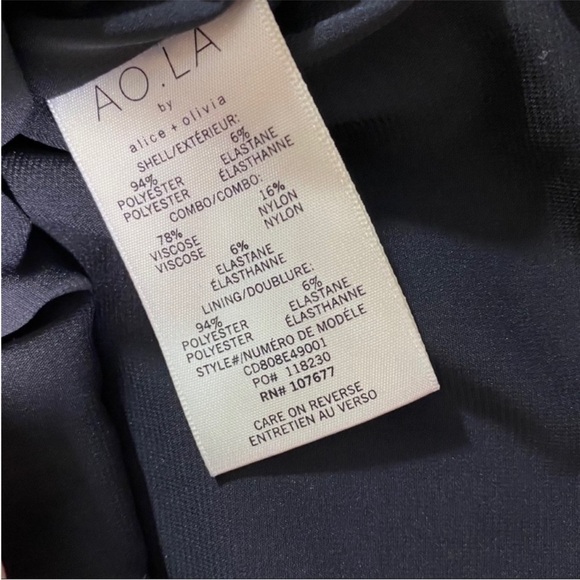 AO.LA
by
alice + olivia
SHELL/EXTÉRIEUR:
94% 6%
POLYESTER ELASTANE
POLYESTER ÉLASTHANNE
COMBO/COMBO:
78% 16%
VISCOSE NYLON
VISCOSE NYLON
6%
ELASTANE
ÉLASTHANNE
LINING/DOUBLURE:
94% 6%
POLYESTER ELASTANE
POLYESTER ÉLASTHANNE
STYLE#/NUMÉRO DE MODÈLE
CD808E49001
PO# 118230
RN# 107677
CARE ON REVERSE
ENTRETIEN AU VERSO